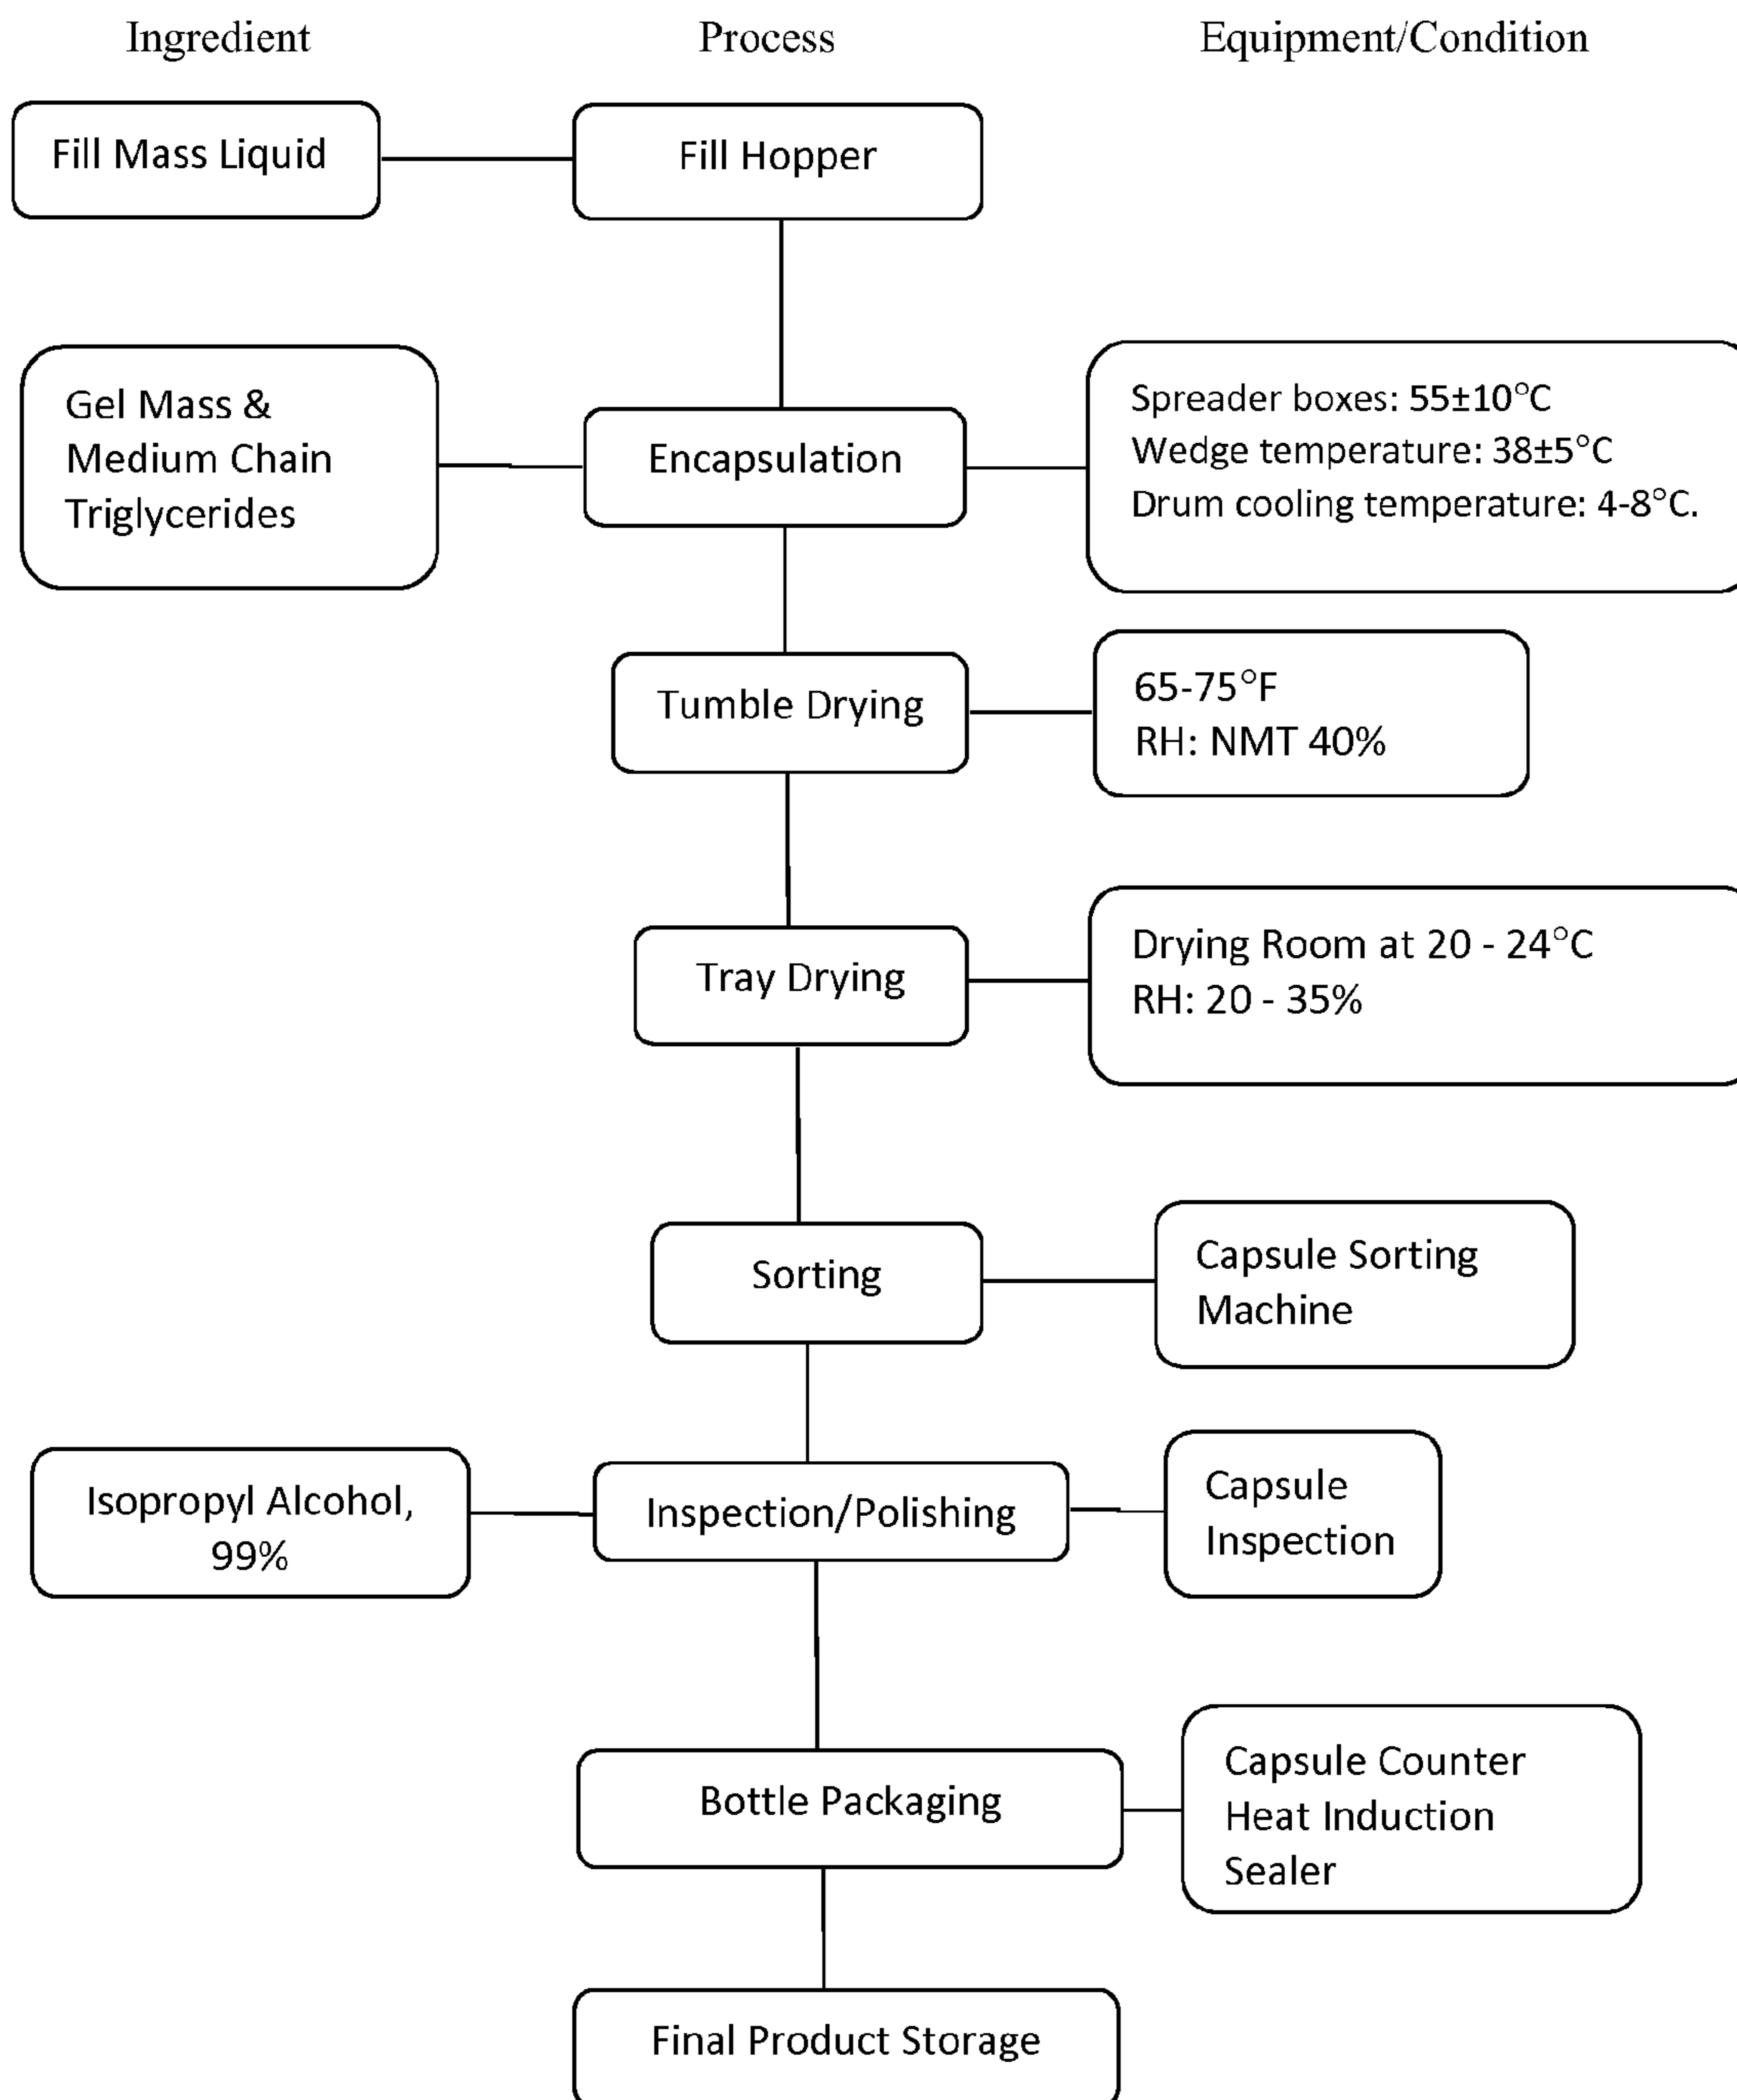 Ingredient
Process
Equipment/Condition
Fill Mass Liquid
Fill Hopper
Gel Mass &
Medium Chain
Triglycerides
Encapsulation
Spreader boxes: 55±10°C
Wedge temperature: 38±5°C
Drum cooling temperature: 4-8°C.
Tumble Drying
65-75°F
RH: NMT 40%
Tray Drying
Drying Room at 20 - 24°C
RH: 20 - 35%
Sorting
Capsule Sorting
Machine
Isopropyl Alcohol,
99%
Inspection/Polishing
Capsule
Inspection
Bottle Packaging
Capsule Counter
Heat Induction
Sealer
Final Product Storage